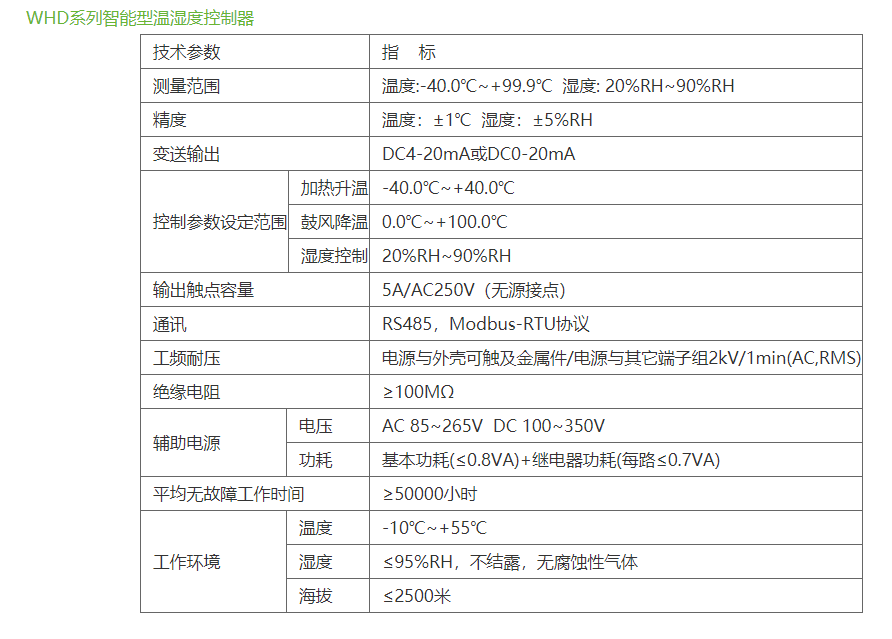 WHD系列智能型温湿度控制器
技术参数 指 标
测量范围 温度:-40.0℃~+99.9℃ 湿度: 20%RH~90%RH
精度 温度：±1℃ 湿度：±5%RH
变送输出 DC4-20mA或DC0-20mA
控制参数设定范围 加热升温 -40.0℃~+40.0℃
鼓风降温 0.0℃~+100.0℃
湿度控制 20%RH~90%RH
输出触点容量 5A/AC250V（无源接点）
通讯 RS485，Modbus-RTU协议
工频耐压 电源与外壳可触及金属件/电源与其它端子组2kV/1min(AC,RMS)
绝缘电阻 ≥100MΩ
辅助电源 电压 AC 85~265V DC 100~350V
功耗 基本功耗(≤0.8VA)+继电器功耗(每路≤0.7VA)
平均无故障工作时间 ≥50000小时
工作环境 温度 -10℃~+55℃
湿度 ≤95%RH，不结露，无腐蚀性气体
海拔 ≤2500米